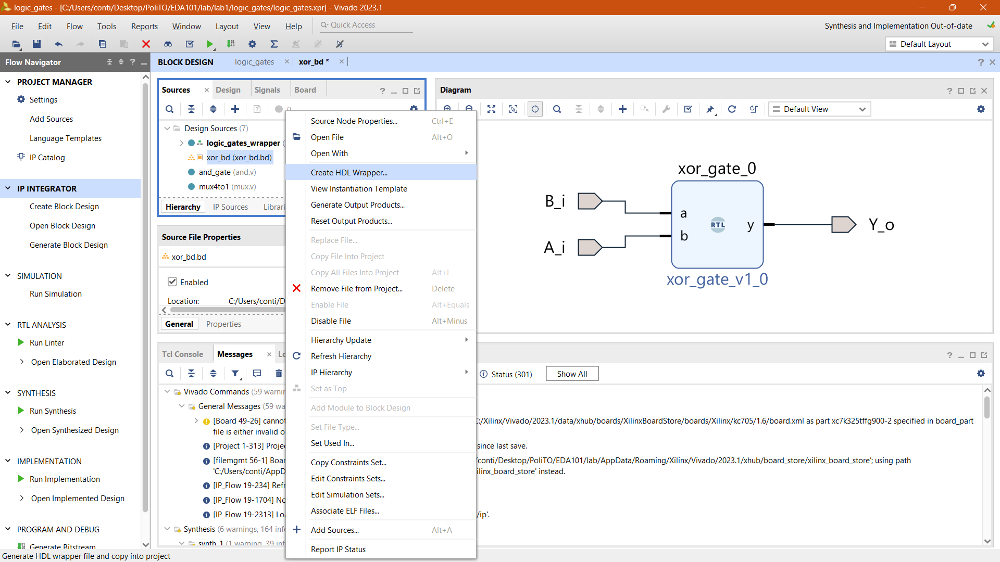 logic_gates - [C:/Users/conti/Desktop/PoliTO/EDA101/lab/lab1/logic_gates/logic_gates.xpr] - Vivado 2023.1
File Edit Flow Tools Reports Window Layout View Help Quick Access
Synthesis and Implementation Out-of-date
Default Layout
Flow Navigator
PROJECT MANAGER
Settings
Add Sources
Language Templates
IP Catalog
IP INTEGRATOR
Create Block Design
Open Block Design
Generate Block Design
SIMULATION
Run Simulation
RTL ANALYSIS
Run Linter
Open Elaborated Design
SYNTHESIS
Run Synthesis
Open Synthesized Design
IMPLEMENTATION
Run Implementation
Open Implemented Design
PROGRAM AND DEBUG
Generate Bitstream
BLOCK DESIGN logic_gates xor_bd *
Sources Design Signals Board
0
Design Sources (7)
logic_gates_wrapper (
xor_bd (xor_bd.bd)
and_gate (and.v)
mux4to1 (mux.v)
Hierarchy IP Sources Librari
Source File Properties
xor_bd.bd
Enabled
Location: C:/Users/conti/D
General Properties
Source Node Properties... Ctrl+E
Open File Alt+O
Open With
Create HDL Wrapper...
View Instantiation Template
Generate Output Products...
Reset Output Products...
Replace File...
Copy File Into Project
Copy All Files Into Project Alt+I
Remove File from Project... Delete
Enable File Alt+Equals
Disable File Alt+Minus
Hierarchy Update
Refresh Hierarchy
IP Hierarchy
Set as Top
Add Module to Block Design
Set File Type...
Set Used In...
Copy Constraints Set...
Edit Constraints Sets...
Edit Simulation Sets...
Associate ELF Files...
Add Sources... Alt+A
Report IP Status
Diagram
Default View
xor_gate_0
B_i
A_i
a
b
RTL
y
Y_o
xor_gate_v1_0
Tcl Console Messages Lo
Status (301) Show All
Vivado Commands (59 warnin
General Messages (59 wa
[Board 49-26] cannot :/Xilinx/Vivado/2023.1/data/xhub/boards/XilinxBoardStore/boards/Xilinx/kc705/1.6/board.xml as part xc7k325tffg900-2 specified in board_part
file is either invalid o
[Project 1-313] Projec since last save.
[filemgmt 56-1] Boar /conti/Desktop/PoliTO/EDA101/lab/AppData/Roaming/Xilinx/Vivado/2023.1/xhub/board_store/xilinx_board_store'; using path
'C:/Users/conti/AppD ilinx_board_store' instead.
[IP_Flow 19-234] Refr
[IP_Flow 19-1704] No
[IP_Flow 19-2313] Loa /ip'.
Synthesis (6 warnings, 164 info
synth_1 (1 warning, 39 inf
Generate HDL wrapper file and copy into project